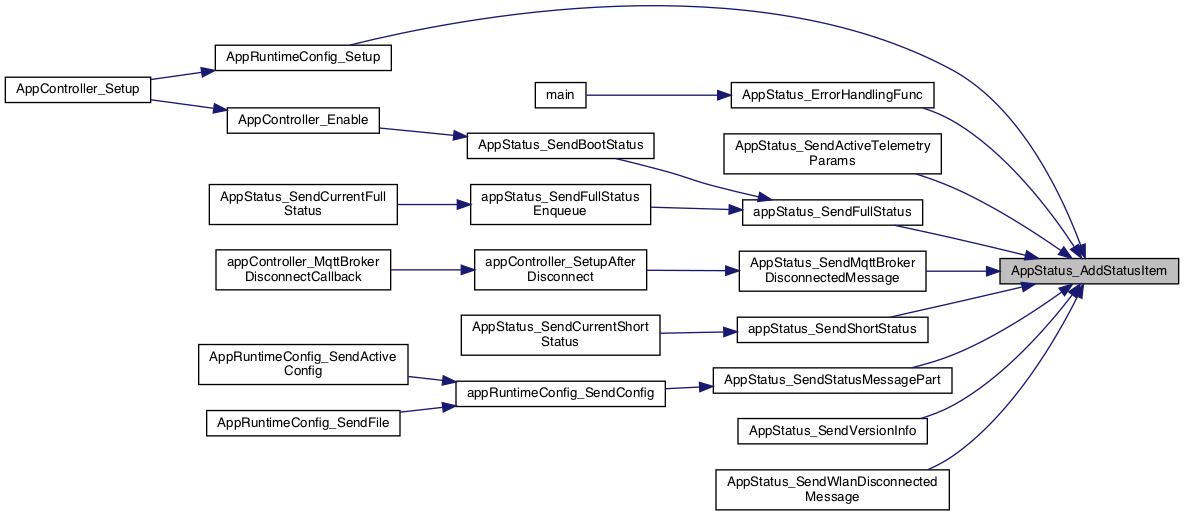 AppRuntimeConfig_Setup
AppController_Setup
main
AppStatus_ErrorHandlingFunc
AppController_Enable
AppStatus_SendBootStatus
AppStatus_SendActiveTelemetry
Params
AppStatus_SendCurrentFull
Status
appStatus_SendFullStatus
Enqueue
appStatus_SendFullStatus
appController_MqttBroker
DisconnectCallback
appController_SetupAfter
Disconnect
AppStatus_SendMqttBroker
DisconnectedMessage
AppStatus_AddStatusItem
AppStatus_SendCurrentShort
Status
appStatus_SendShortStatus
AppRuntimeConfig_SendActive
Config
appRuntimeConfig_SendConfig
AppStatus_SendStatusMessagePart
AppRuntimeConfig_SendFile
AppStatus_SendVersionInfo
AppStatus_SendWlanDisconnected
Message